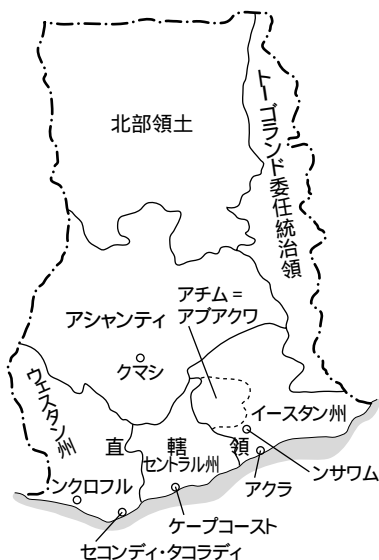 北部領土
トーゴランド委任統治領
アチム＝
アブアクワ
アシャンティ
クマシ
ウェスタン州
イースタン州
直轄領
セントラル州
ンサワム
ンクロフル
アクラ
ケープコースト
セコンディ・タコラディ